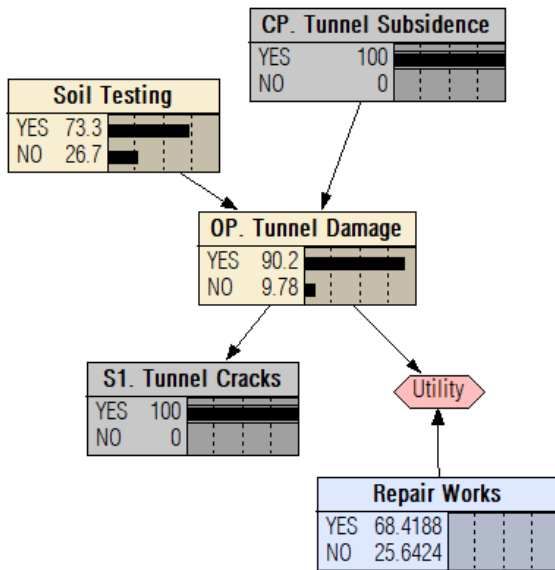 CP. Tunnel Subsidence
YES 100
NO 0
Soil Testing
YES 73.3
NO 26.7
OP. Tunnel Damage
YES 90.2
NO 9.78
S1. Tunnel Cracks
YES 100
NO 0
Utility
Repair Works
YES 68.4188
NO 25.6424